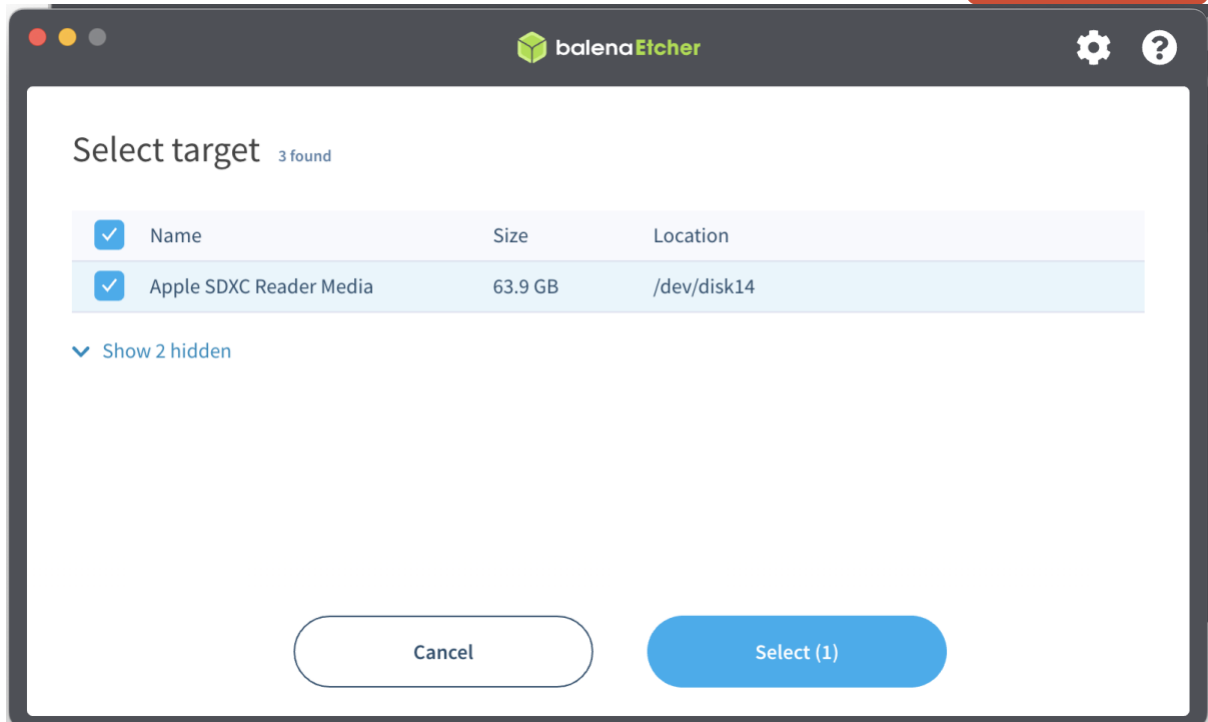 balenaEtcher
Select target 3 found
Name Size Location
Apple SDXC Reader Media 63.9 GB /dev/disk14
Show 2 hidden
Cancel Select (1)